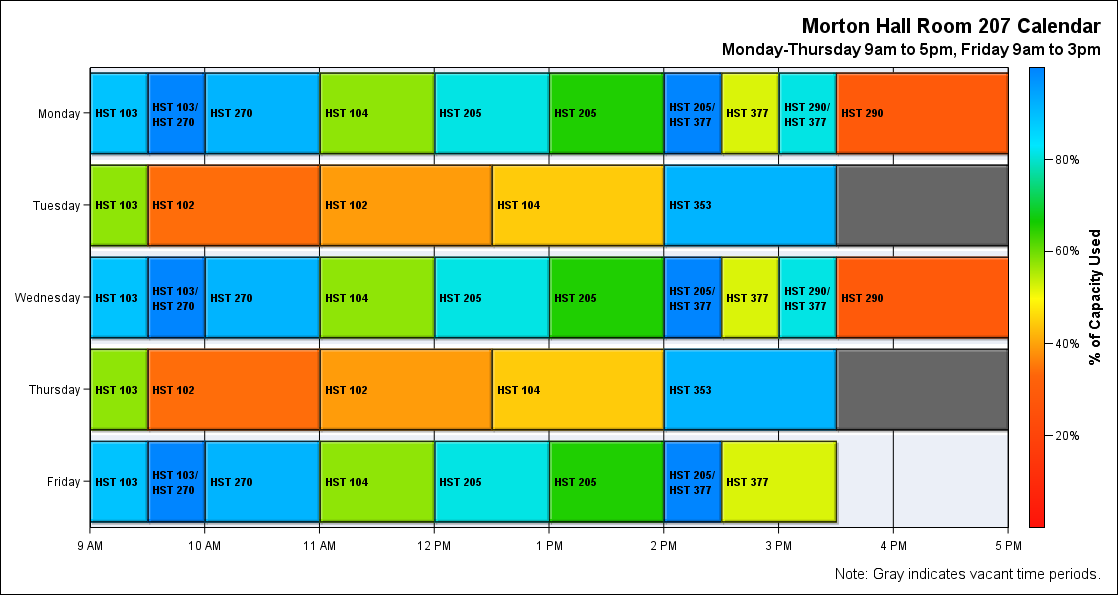 Morton Hall Room 207 Calendar
Monday-Thursday 9am to 5pm, Friday 9am to 3pm
Monday
HST 103
HST 103/
HST 270
HST 270
HST 104
HST 205
HST 205
HST 205/
HST 377
HST 377
HST 290/
HST 377
HST 290
Tuesday
HST 103
HST 102
HST 102
HST 104
HST 353
Wednesday
HST 103
HST 103/
HST 270
HST 270
HST 104
HST 205
HST 205
HST 205/
HST 377
HST 377
HST 290/
HST 377
HST 290
Thursday
HST 103
HST 102
HST 102
HST 104
HST 353
Friday
HST 103
HST 103/
HST 270
HST 270
HST 104
HST 205
HST 205
HST 205/
HST 377
HST 377
9 AM
10 AM
11 AM
12 PM
1 PM
2 PM
3 PM
4 PM
5 PM
80%
60%
40%
20%
% of Capacity Used
Note: Gray indicates vacant time periods.